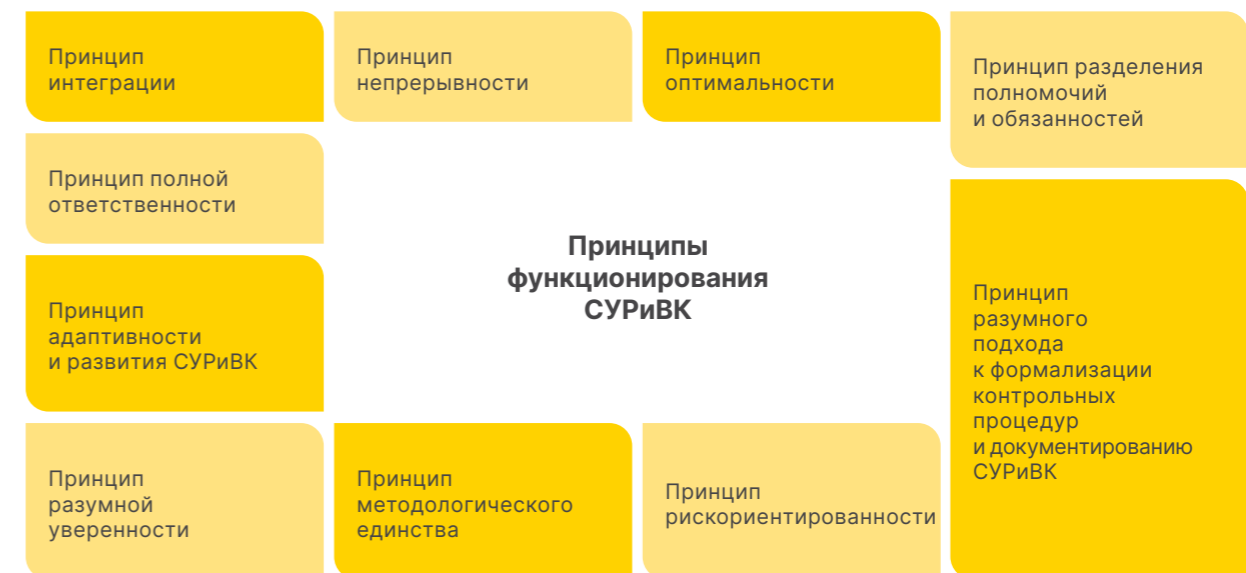 Принцип
интеграции
Принцип
непрерывности
Принцип
оптимальности
Принцип разделения
полномочий
и обязанностей
Принцип полной
ответственности
Принципы
функционирования
СУРиВК
Принцип
адаптивности
и развития СУРиВК
Принцип
разумного
подхода
к формализации
контрольных
процедур
и документированию
СУРиВК
Принцип
разумной
уверенности
Принцип
методологического
единства
Принцип
рискориентированности